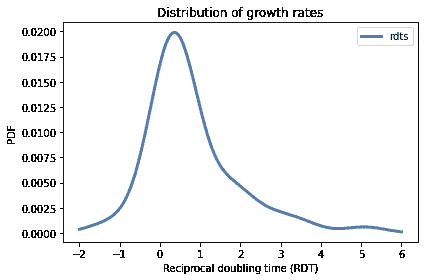 Distribution of growth rates
rdts
PDF
0.0200
0.0175
0.0150
0.0125
0.0100
0.0075
0.0050
0.0025
0.0000
−2 −1 0 1 2 3 4 5 6
Reciprocal doubling time (RDT)